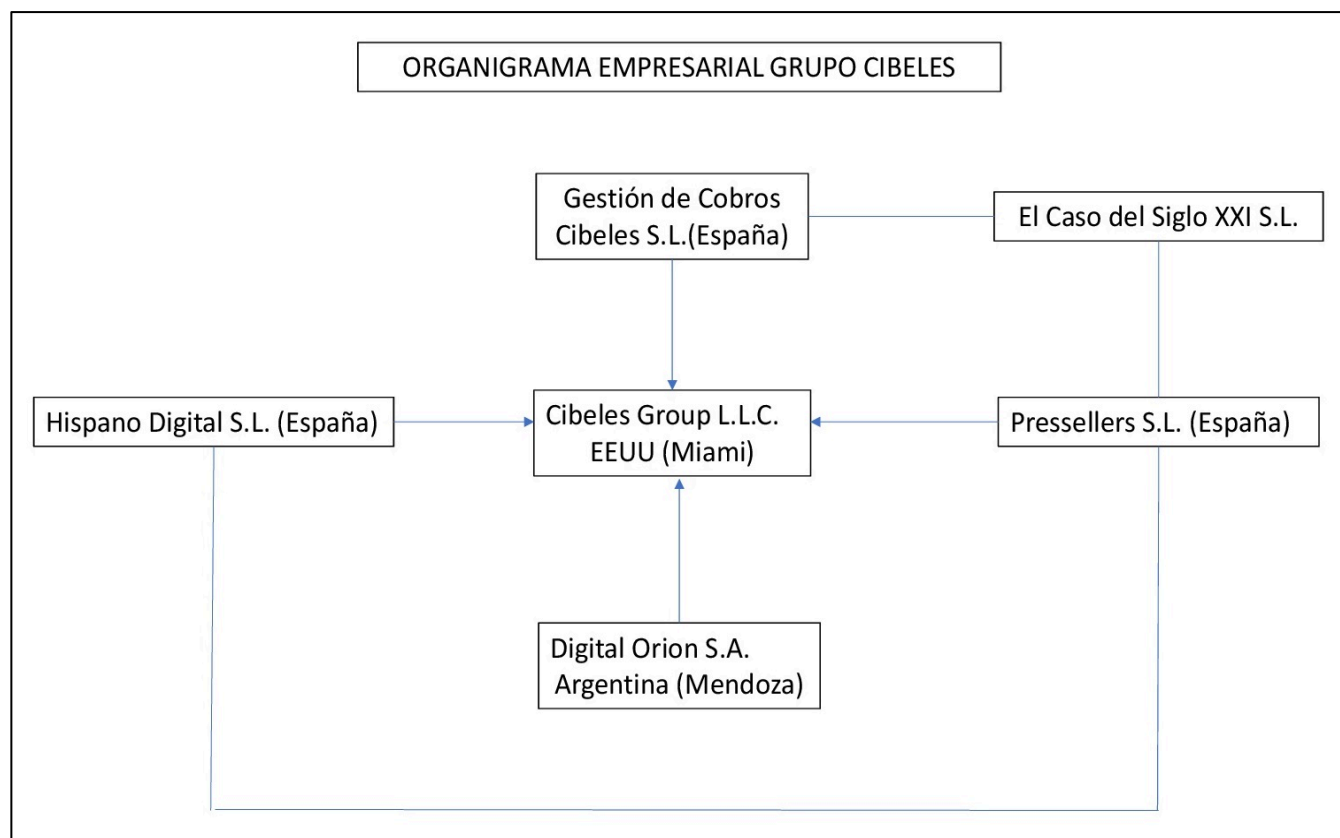 ORGANIGRAMA EMPRESARIAL GRUPO CIBELES
Gestión de Cobros
Cibeles S.L.(España)
El Caso del Siglo XXI S.L.
Hispano Digital S.L. (España)
Cibeles Group L.L.C.
EEUU (Miami)
Pressellers S.L. (España)
Digital Orion S.A.
Argentina (Mendoza)